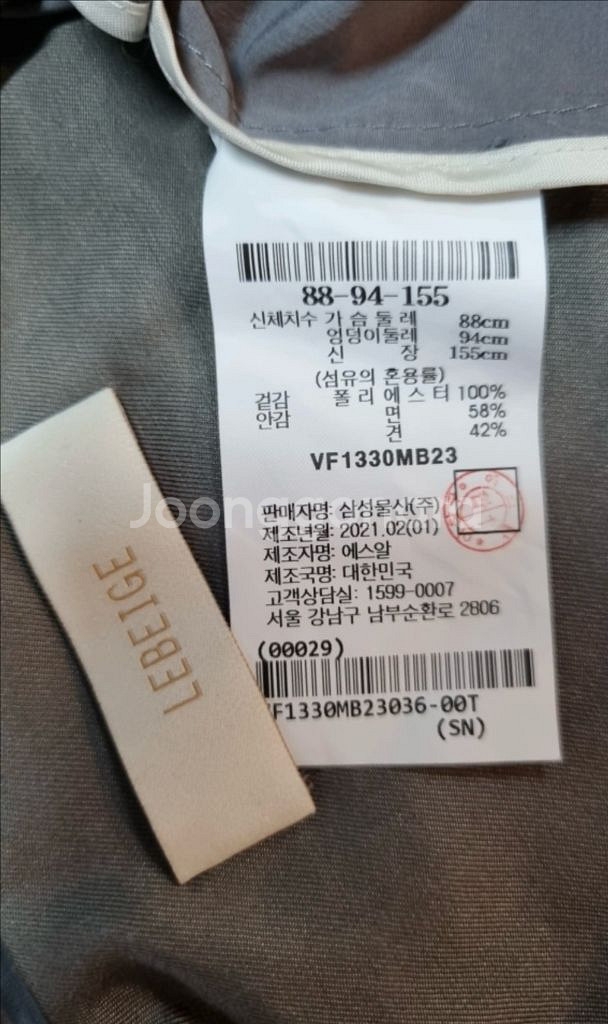 88-94-155
신체치수 가 슴 둘 레 88cm
엉덩이둘레 94cm
신 장 155cm
(섬유의 혼용률)
겉감 폴 리 에 스 터 100%
안감 면 58%
견 42%
VF1330MB23
판매자명: 삼성물산(주)
제조년월: 2021.02(01)
제조자명: 에스알
제조국명: 대한민국
고객상담실: 1599-0007
서울 강남구 남부순환로 2806
(00029)
F1330MB23036-00T
(SN)
LEBEIGE